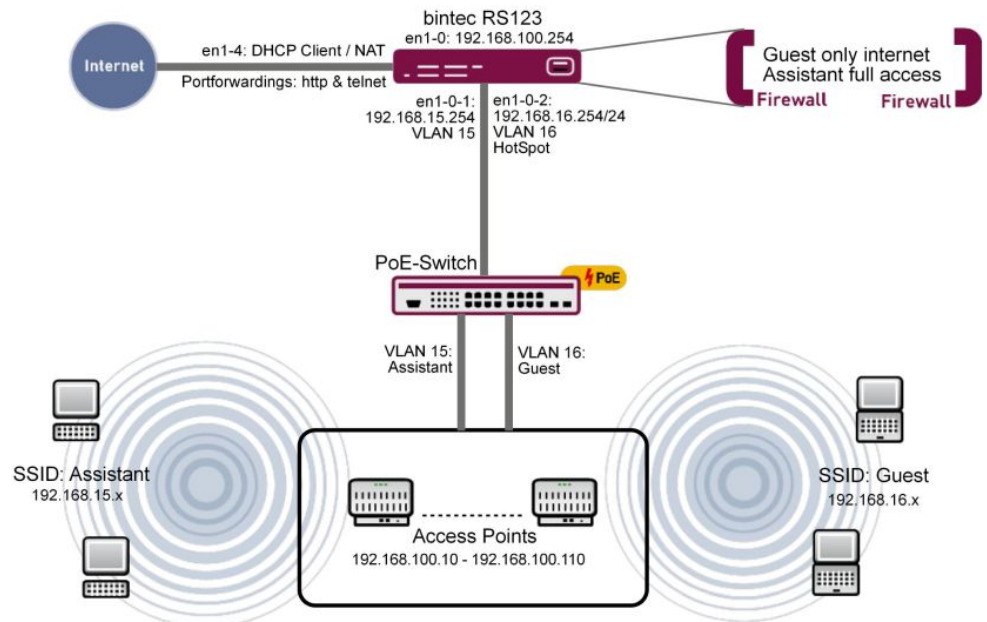 bintec RS123
en1-0: 192.168.100.254
en1-4: DHCP Client / NAT
Internet
Portforwardings: http & telnet
Guest only internet
Assistant full access
Firewall
Firewall
en1-0-1:
192.168.15.254
VLAN 15
en1-0-2:
192.168.16.254/24
VLAN 16
HotSpot
PoE-Switch
PoE
VLAN 15:
Assistant
VLAN 16:
Guest
SSID: Assistant
192.168.15.x
SSID: Guest
192.168.16.x
Access Points
192.168.100.10 - 192.168.100.110